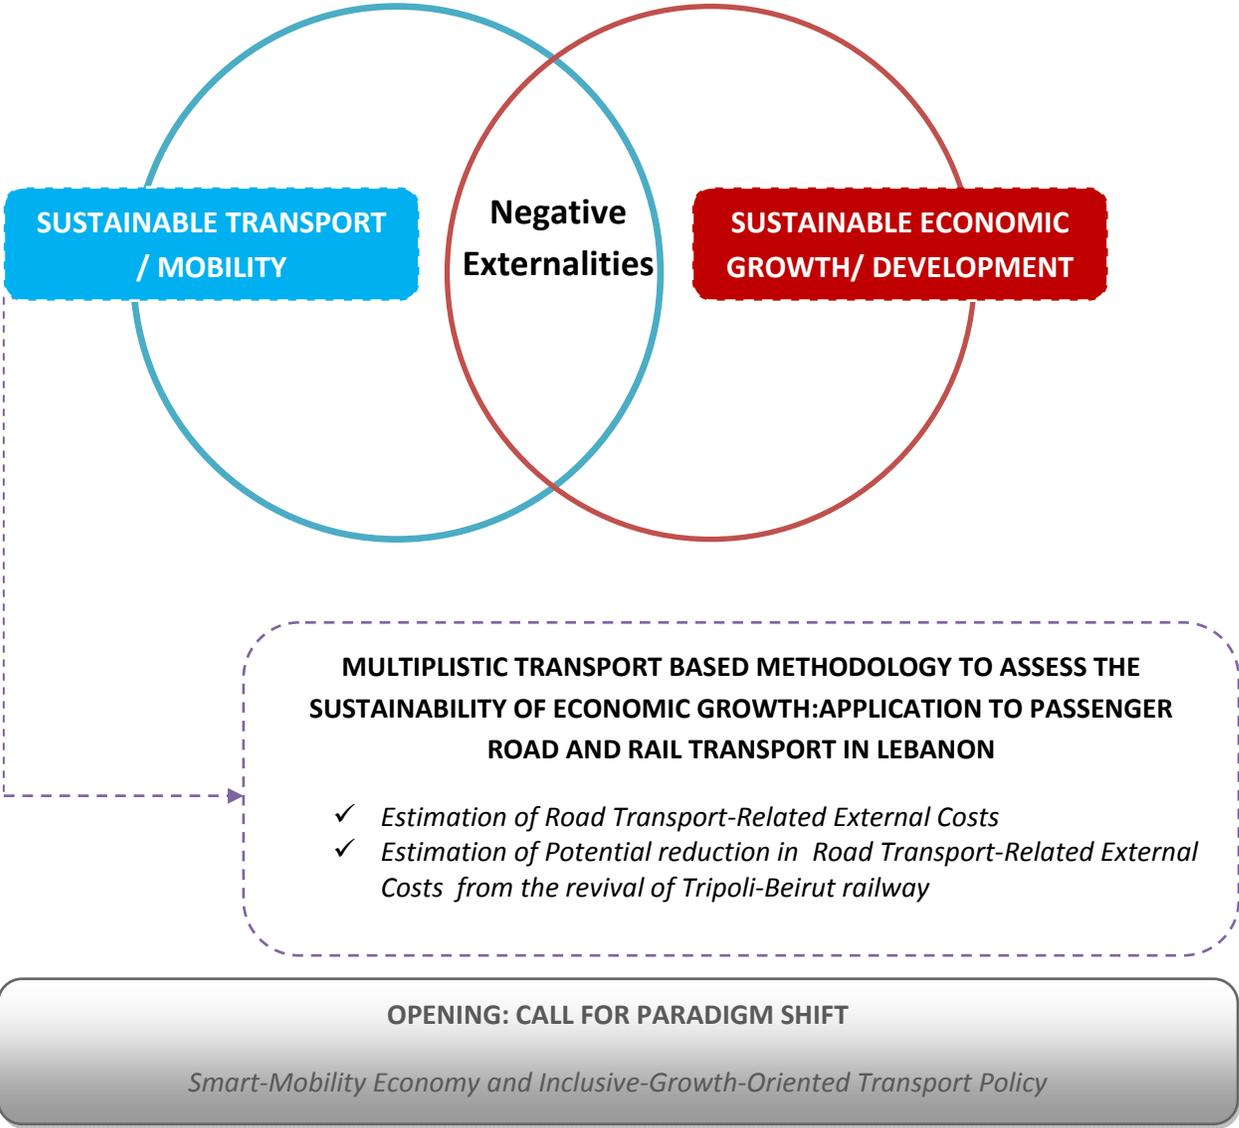 SUSTAINABLE TRANSPORT
/ MOBILITY
Negative
Externalities
SUSTAINABLE ECONOMIC
GROWTH/ DEVELOPMENT
MULTIPLISTIC TRANSPORT BASED METHODOLOGY TO ASSESS THE
SUSTAINABILITY OF ECONOMIC GROWTH:APPLICATION TO PASSENGER
ROAD AND RAIL TRANSPORT IN LEBANON
✓ Estimation of Road Transport-Related External Costs
✓ Estimation of Potential reduction in Road Transport-Related External
Costs from the revival of Tripoli-Beirut railway
OPENING: CALL FOR PARADIGM SHIFT
Smart-Mobility Economy and Inclusive-Growth-Oriented Transport Policy